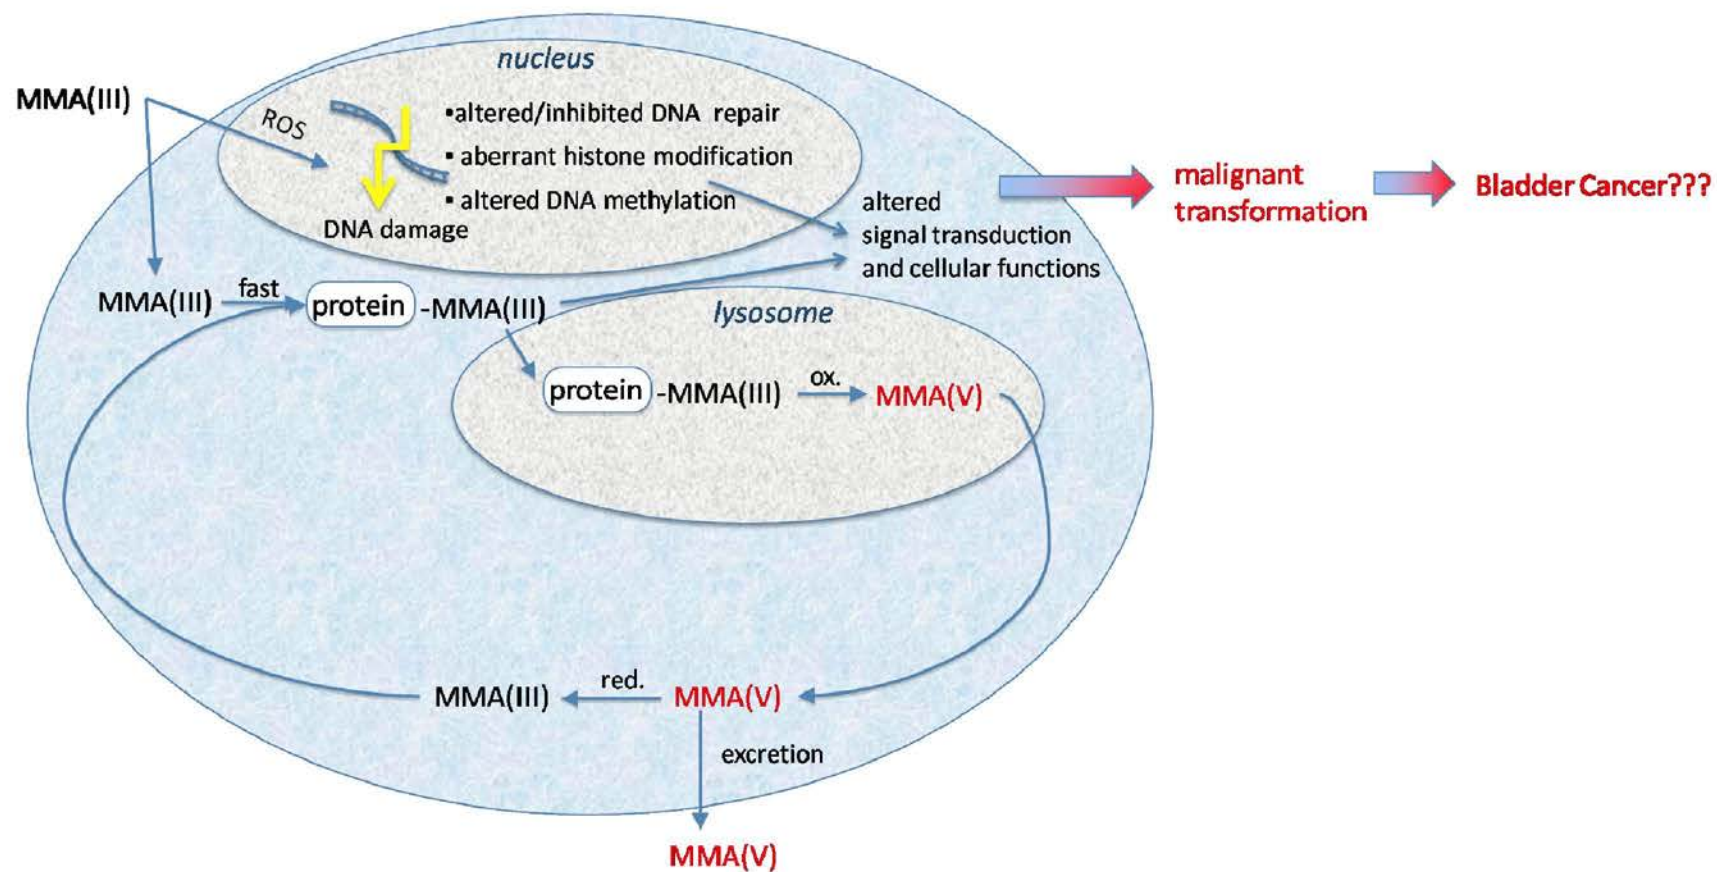 nucleus
MMA(III)
ROS
▪altered/inhibited DNA repair
▪ aberrant histone modification
▪ altered DNA methylation
DNA damage
altered
signal transduction
and cellular functions
malignant
transformation
Bladder Cancer???
MMA(III)
fast
protein
-MMA(III)
lysosome
protein
-MMA(III)
ox.
MMA(V)
MMA(III)
red.
MMA(V)
excretion
MMA(V)